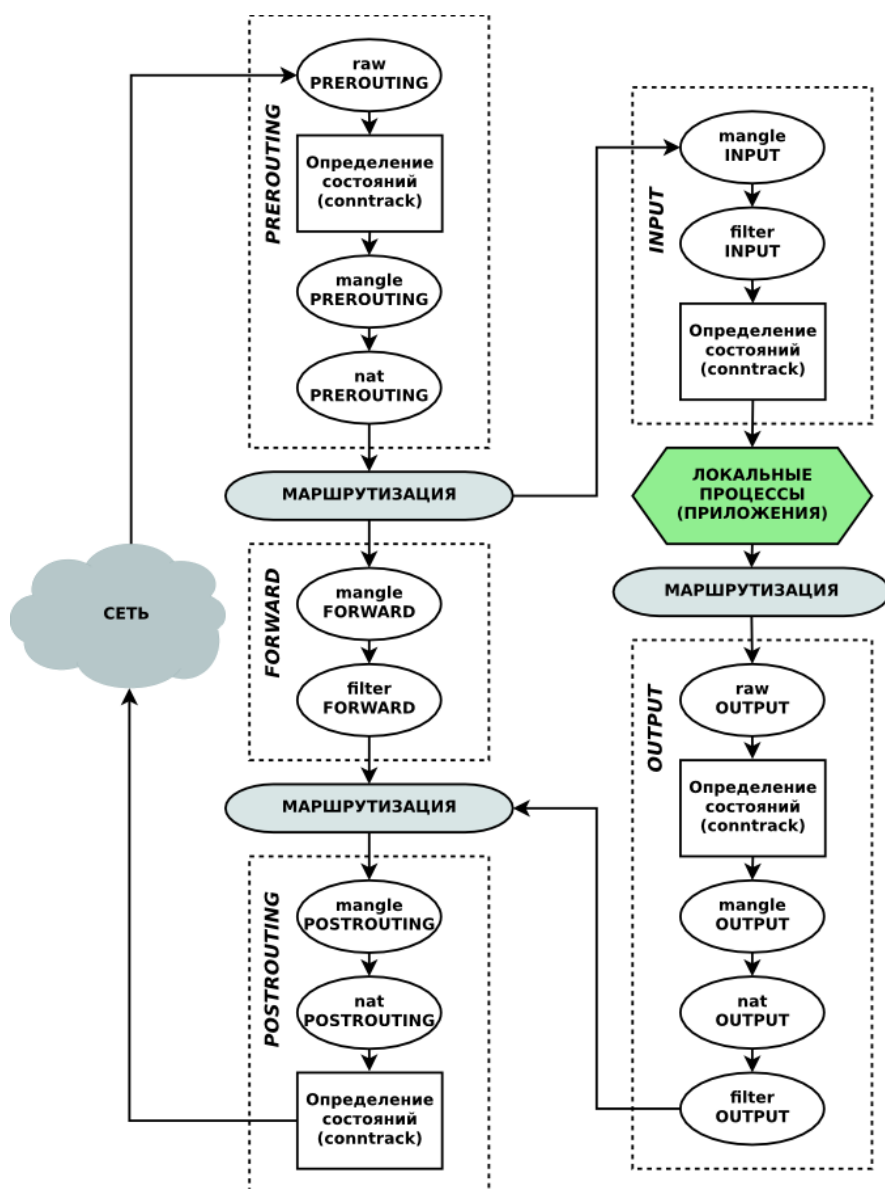 raw
PREROUTING
PREROUTING
Определение
состояний
(conntrack)
mangle
PREROUTING
nat
PREROUTING
МАРШРУТИЗАЦИЯ
FORWARD
mangle
FORWARD
filter
FORWARD
МАРШРУТИЗАЦИЯ
POSTROUTING
mangle
POSTROUTING
nat
POSTROUTING
Определение
состояний
(conntrack)
СЕТЬ
INPUT
mangle
INPUT
filter
INPUT
Определение
состояний
(conntrack)
ЛОКАЛЬНЫЕ
ПРОЦЕССЫ
(ПРИЛОЖЕНИЯ)
МАРШРУТИЗАЦИЯ
OUTPUT
raw
OUTPUT
Определение
состояний
(conntrack)
mangle
OUTPUT
nat
OUTPUT
filter
OUTPUT